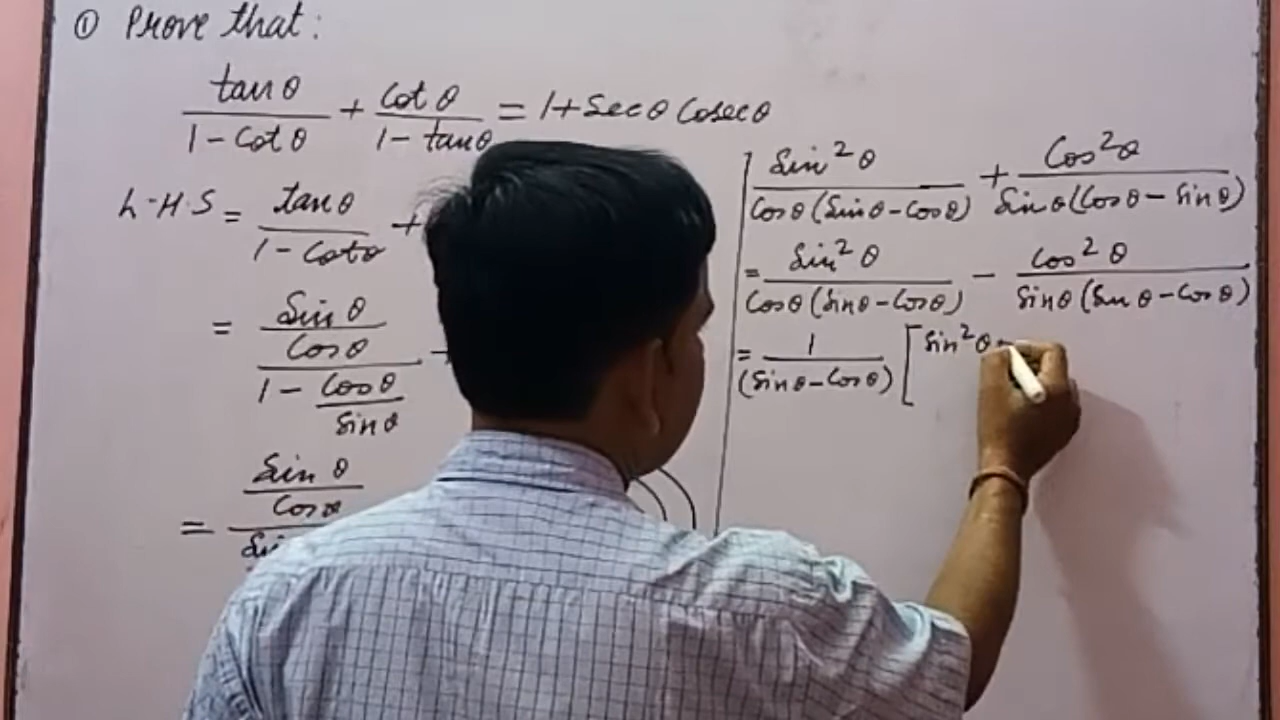 ① Prove that:
tanθ/(1 - Cotθ) + Cotθ/(1 - tanθ) = 1 + Secθ Cosecθ
L·H·S = tanθ/(1 - Cotθ) +
= (Sinθ/Cosθ)/(1 - Cosθ/Sinθ)
= (Sinθ/Cosθ)/
Sin²θ/(Cosθ(Sinθ - Cosθ)) + Cos²θ/(Sinθ(Cosθ - Sinθ))
= Sin²θ/(Cosθ(Sinθ - Cosθ)) - Cos²θ/(Sinθ(Sinθ - Cosθ))
= 1/(Sinθ - Cosθ) [Sin²θ